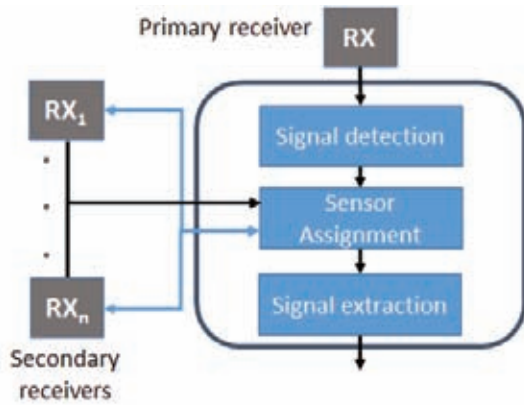 Primary receiver
RX
RX1
Signal detection
Sensor
Assignment
Signal extraction
RXn
Secondary
receivers